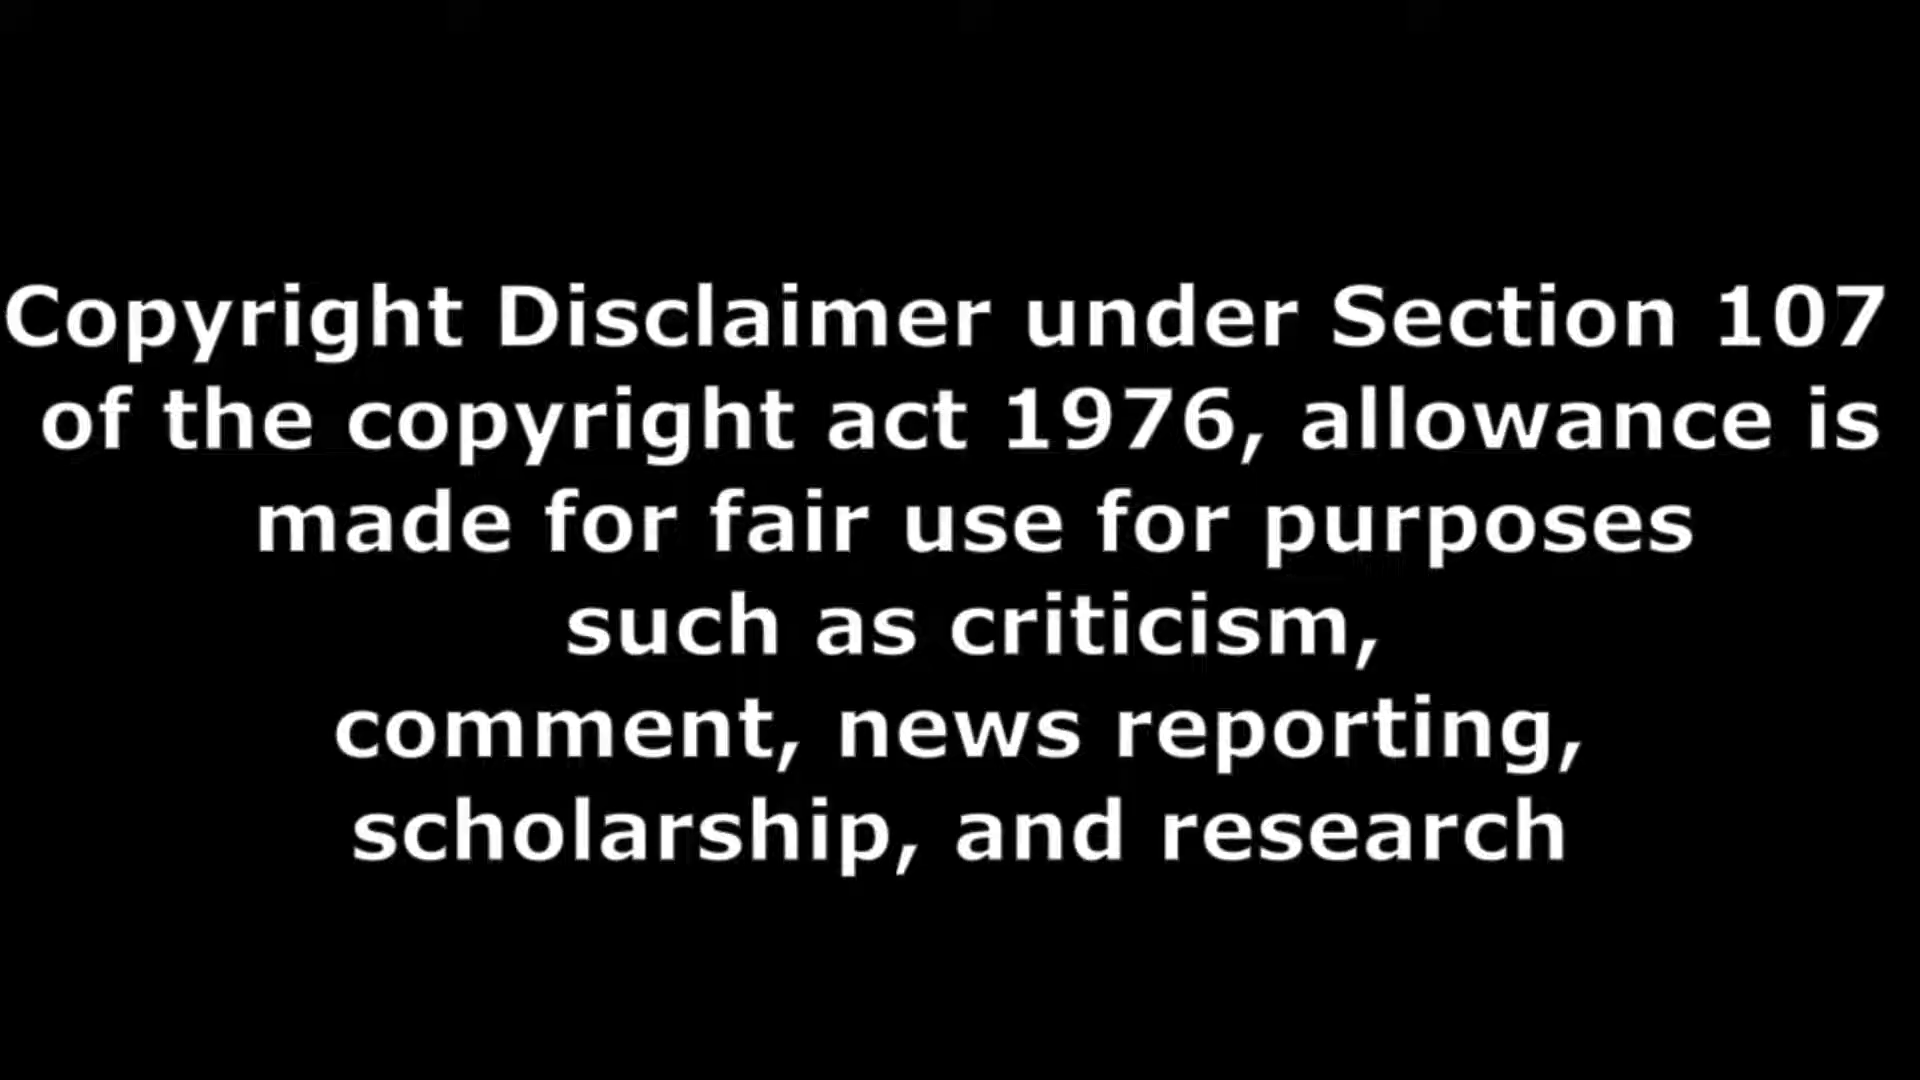 Copyright Disclaimer under Section 107
of the copyright act 1976, allowance is
made for fair use for purposes
such as criticism,
comment, news reporting,
scholarship, and research